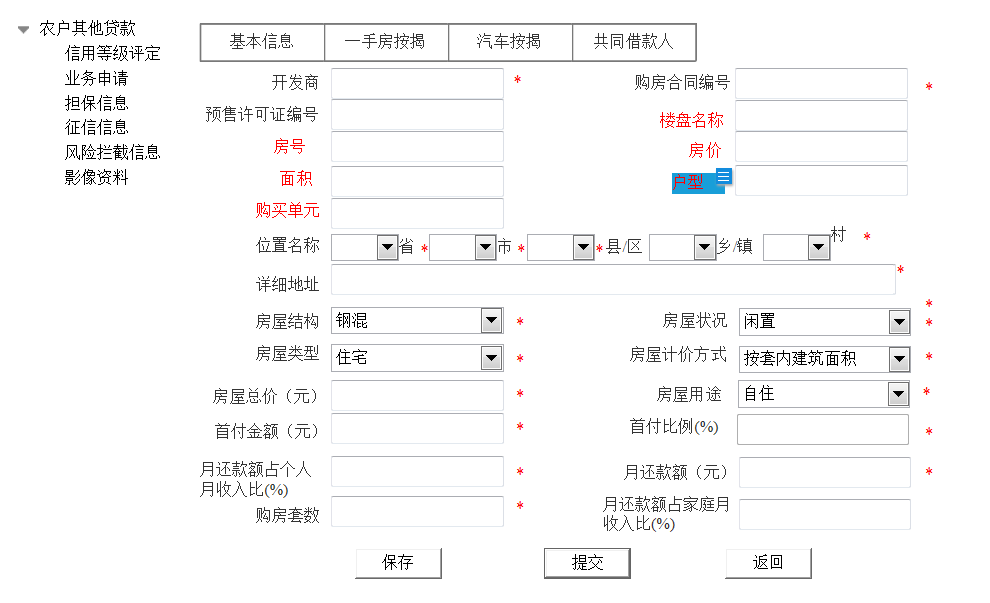 农户其他贷款
信用等级评定
业务申请
担保信息
征信信息
风险拦截信息
影像资料
基本信息 一手房按揭 汽车按揭 共同借款人
开发商 * 购房合同编号 *
预售许可证编号 楼盘名称
房号 房价
面积 户型
购买单元
位置名称 省 * 市 * * 县/区 乡/镇 村 *
详细地址 *
*
房屋结构 钢混 * 房屋状况 闲置 *
房屋类型 住宅 * 房屋计价方式 按套内建筑面积 *
房屋总价（元） * 房屋用途 自住 *
首付金额（元） * 首付比例(%) *
月还款额占个人
月收入比(%) * 月还款额（元） *
购房套数 * 月还款额占家庭月
收入比(%)
保存 提交 返回